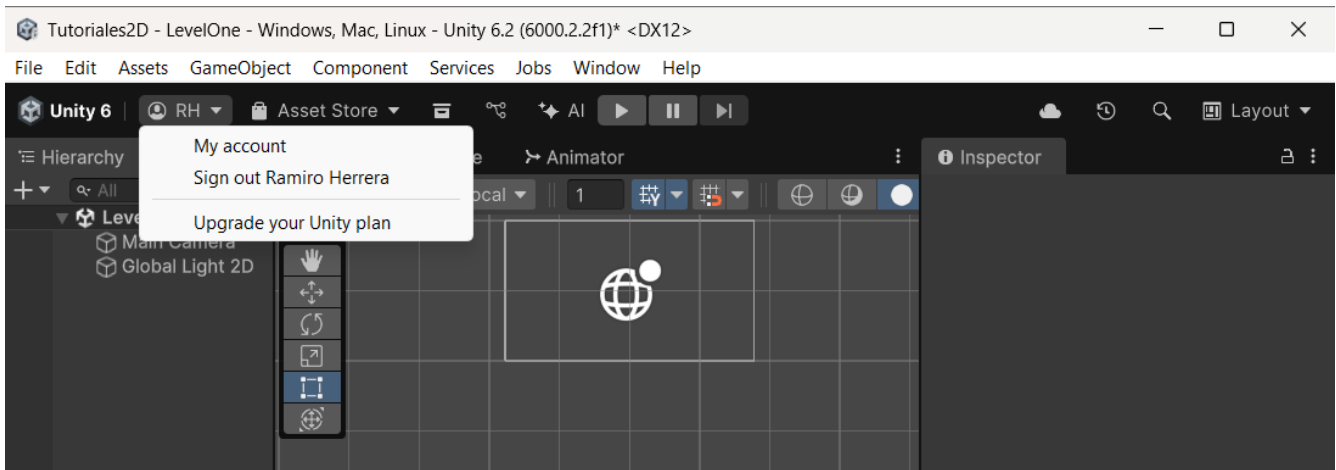 Tutoriales2D - LevelOne - Windows, Mac, Linux - Unity 6.2 (6000.2.2f1)* <DX12>
File Edit Assets GameObject Component Services Jobs Window Help
Unity 6 RH Asset Store AI Layout
My account
Sign out Ramiro Herrera
Upgrade your Unity plan
Hierarchy Animator Inspector
All 1
Main Camera
Global Light 2D